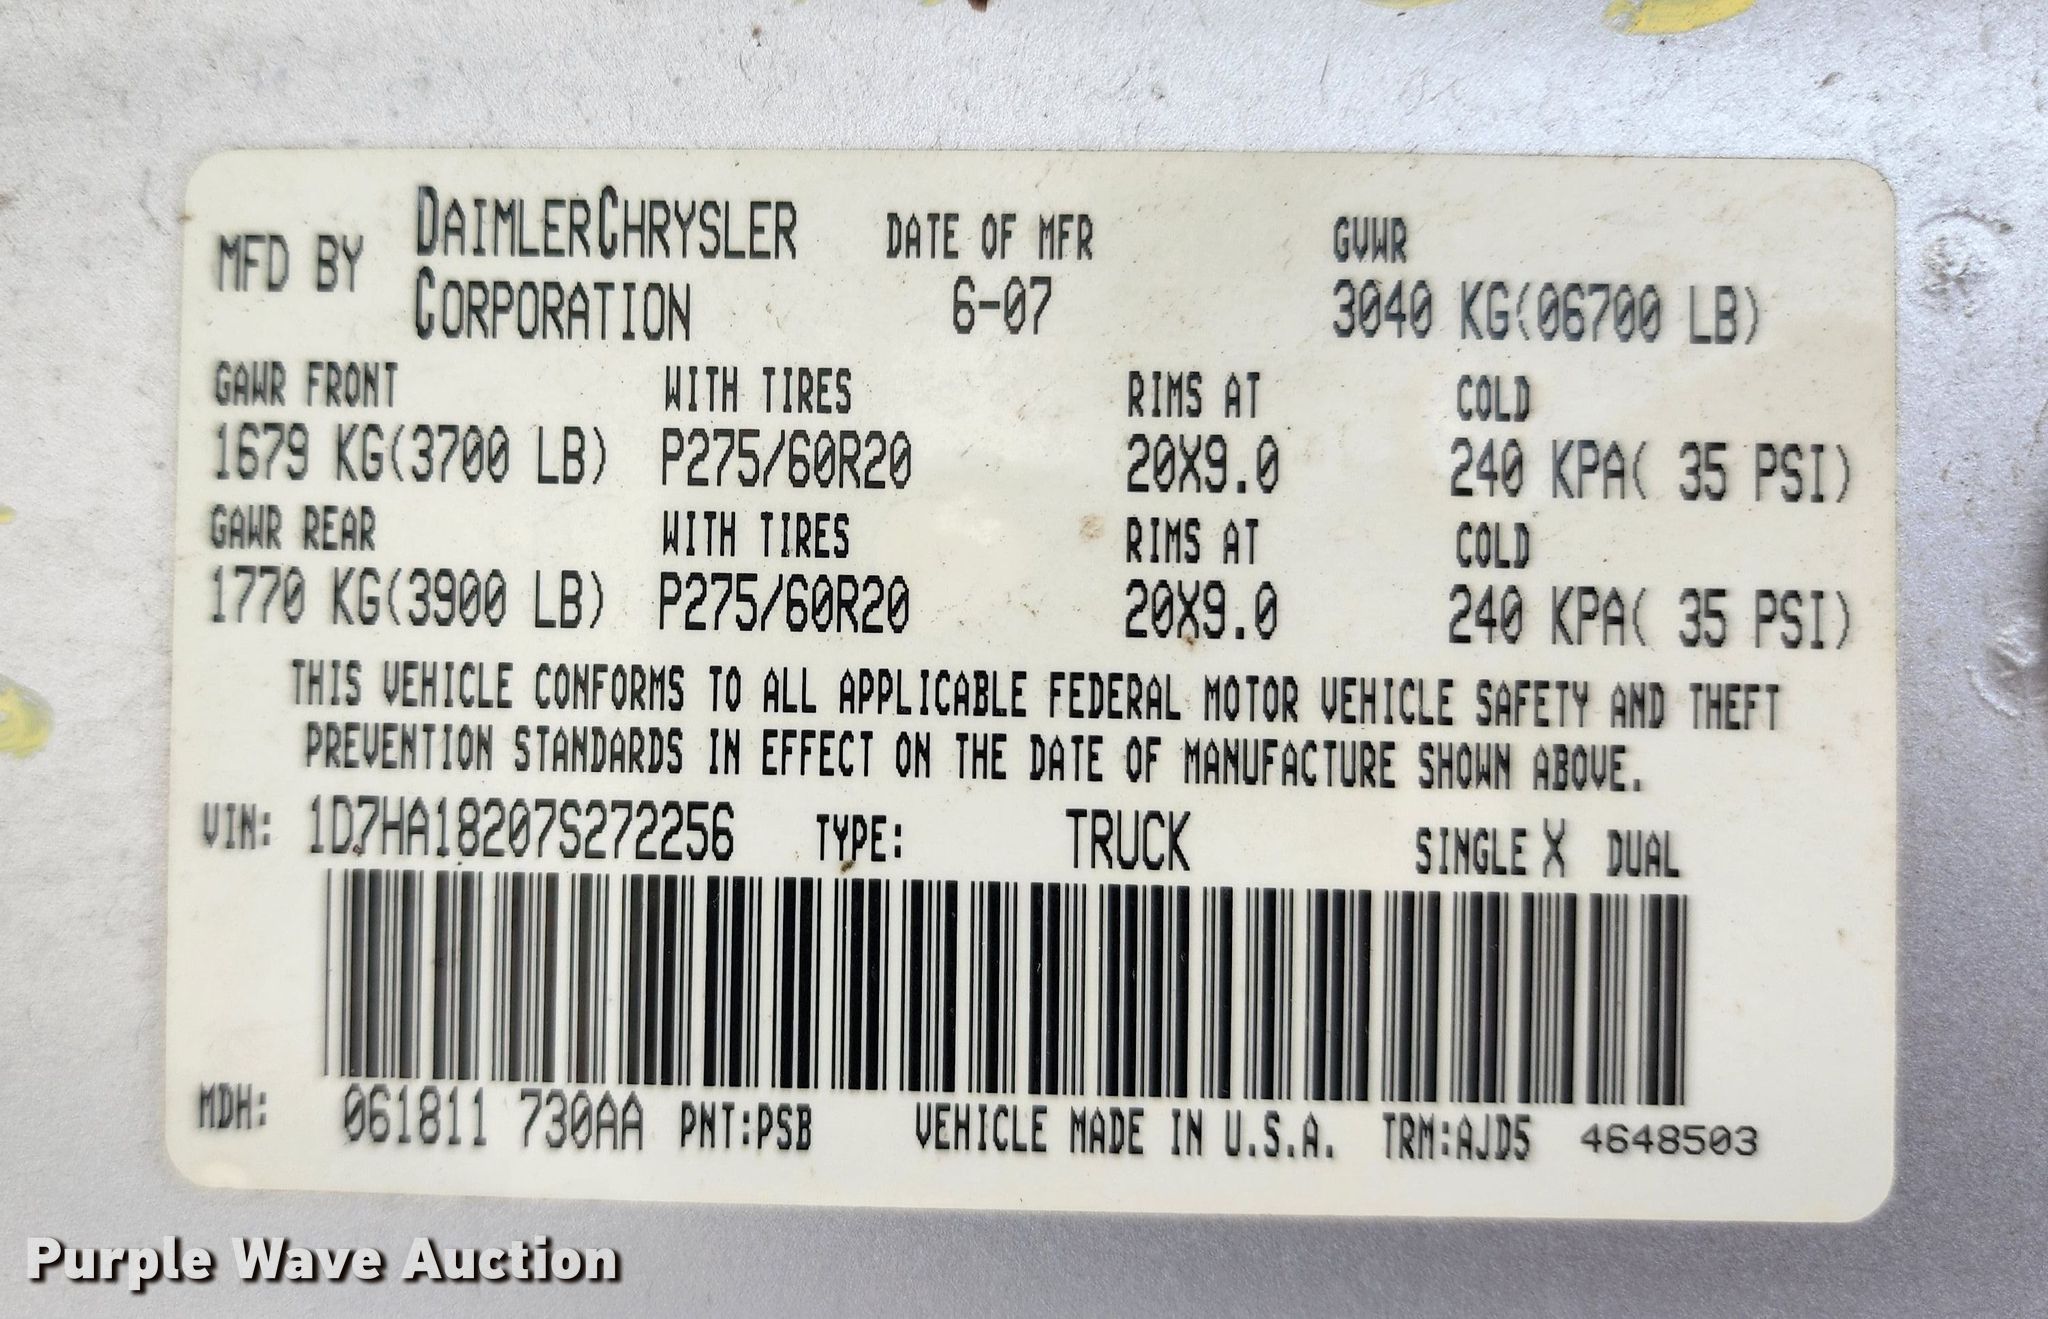 MFD BY DAIMLERCHRYSLER CORPORATION DATE OF MFR 6-07 GVWR 3040 KG(06700 LB)
GAWR FRONT WITH TIRES RIMS AT COLD
1679 KG(3700 LB) P275/60R20 20X9.0 240 KPA( 35 PSI)
GAWR REAR WITH TIRES RIMS AT COLD
1770 KG(3900 LB) P275/60R20 20X9.0 240 KPA( 35 PSI)
THIS VEHICLE CONFORMS TO ALL APPLICABLE FEDERAL MOTOR VEHICLE SAFETY AND THEFT
PREVENTION STANDARDS IN EFFECT ON THE DATE OF MANUFACTURE SHOWN ABOVE.
VIN: 1D7HA18207S272256 TYPE: TRUCK SINGLE X DUAL
MDH: 061811 730AA PNT:PSB VEHICLE MADE IN U.S.A. TRM:AJD5 4648503
Purple Wave Auction